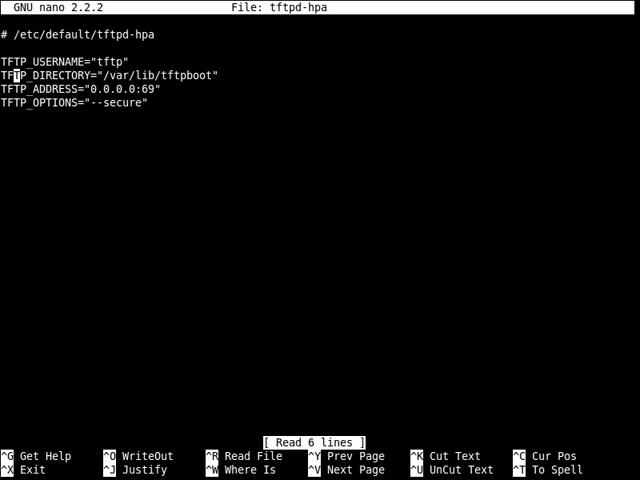 GNU nano 2.2.2 File: tftpd-hpa
# /etc/default/tftpd-hpa
TFTP_USERNAME="tftp"
TFTP_DIRECTORY="/var/lib/tftpboot"
TFTP_ADDRESS="0.0.0.0:69"
TFTP_OPTIONS="--secure"
[ Read 6 lines ]
^G Get Help ^O WriteOut ^R Read File ^Y Prev Page ^K Cut Text ^C Cur Pos
^X Exit ^J Justify ^W Where Is ^V Next Page ^U UnCut Text ^T To Spell